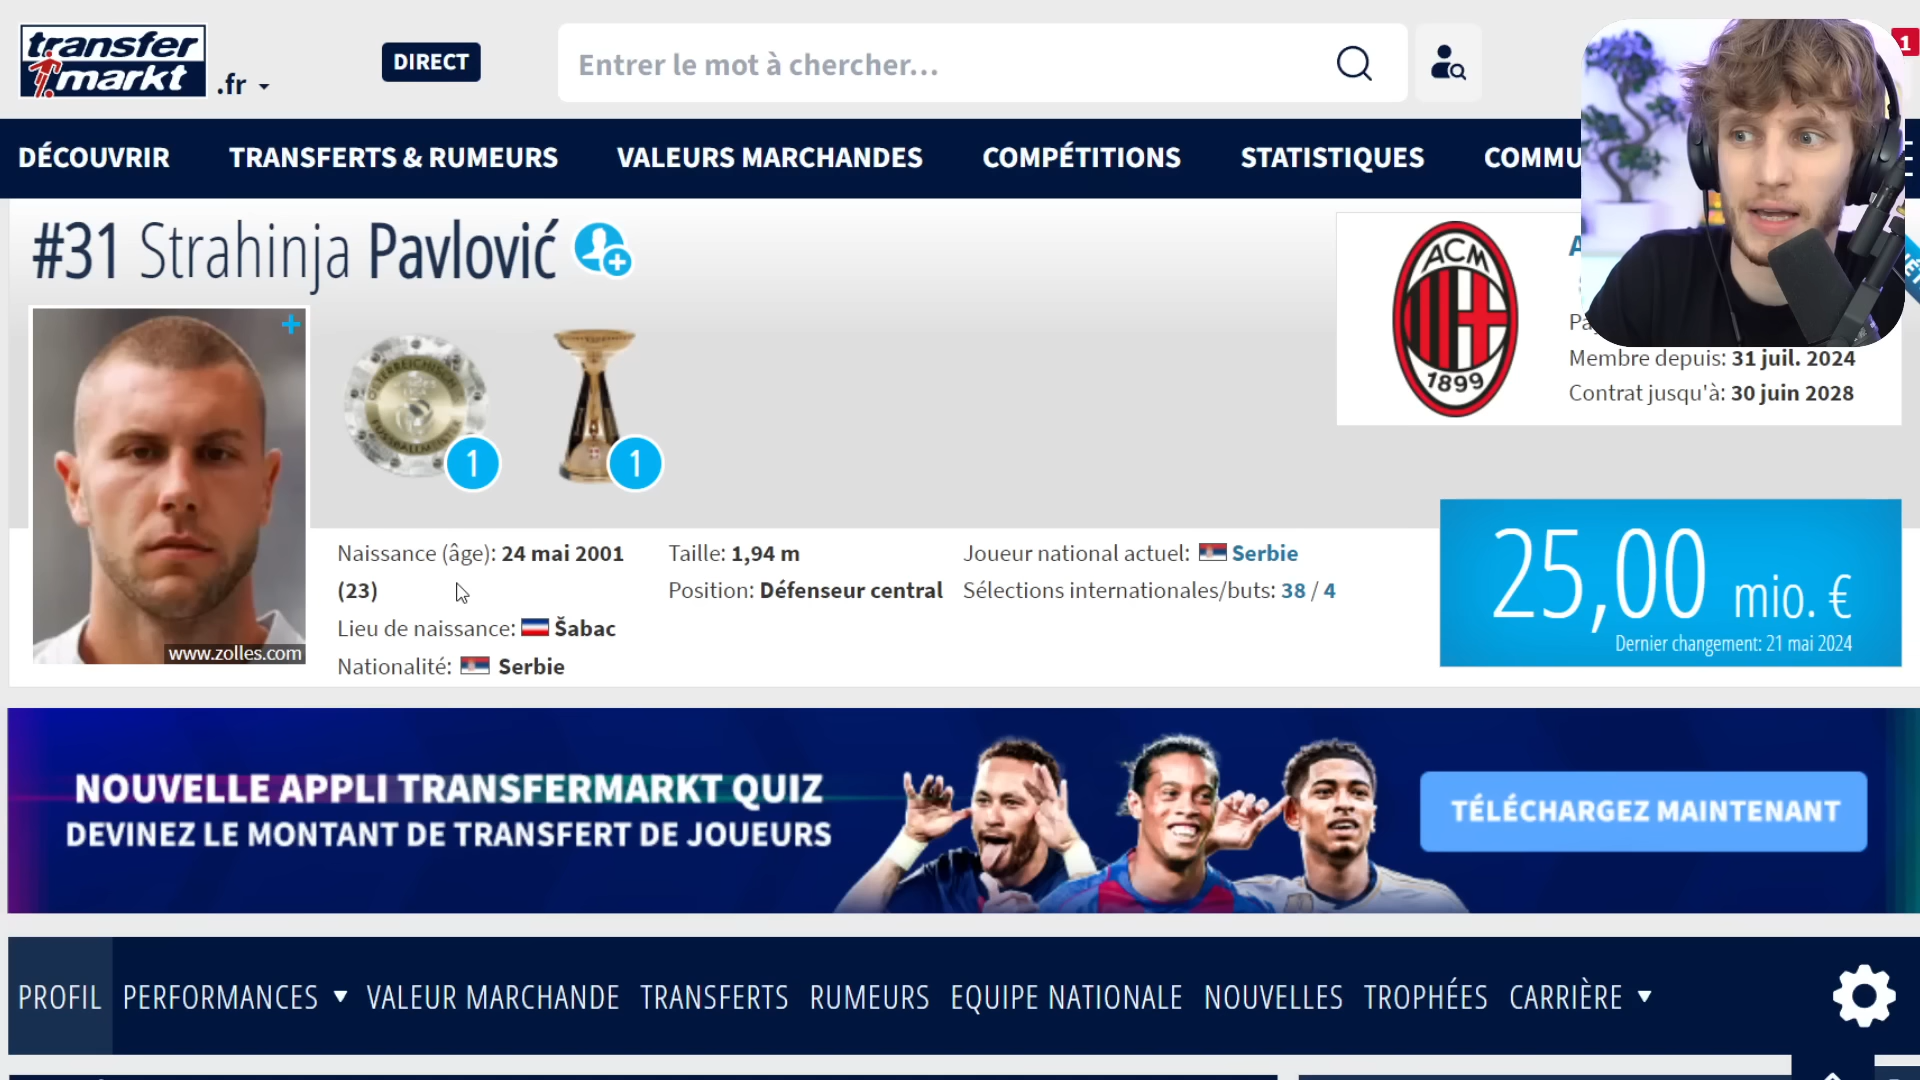 transfer
markt
.fr
DIRECT
Entrer le mot à chercher...
1
DÉCOUVRIR TRANSFERTS & RUMEURS VALEURS MARCHANDES COMPÉTITIONS STATISTIQUES COMMU
#31 Strahinja Pavlović
ACM
1899
Membre depuis: 31 juil. 2024
Contrat jusqu'à: 30 juin 2028
1
1
www.zolles.com
Naissance (âge): 24 mai 2001
(23)
Lieu de naissance: Šabac
Nationalité: Serbie
Taille: 1,94 m
Position: Défenseur central
Joueur national actuel: Serbie
Sélections internationales/buts: 38 / 4
25,00 mio. €
Dernier changement: 21 mai 2024
NOUVELLE APPLI TRANSFERMARKT QUIZ
DEVINEZ LE MONTANT DE TRANSFERT DE JOUEURS
TÉLÉCHARGEZ MAINTENANT
PROFIL PERFORMANCES VALEUR MARCHANDE TRANSFERTS RUMEURS EQUIPE NATIONALE NOUVELLES TROPHÉES CARRIÈRE